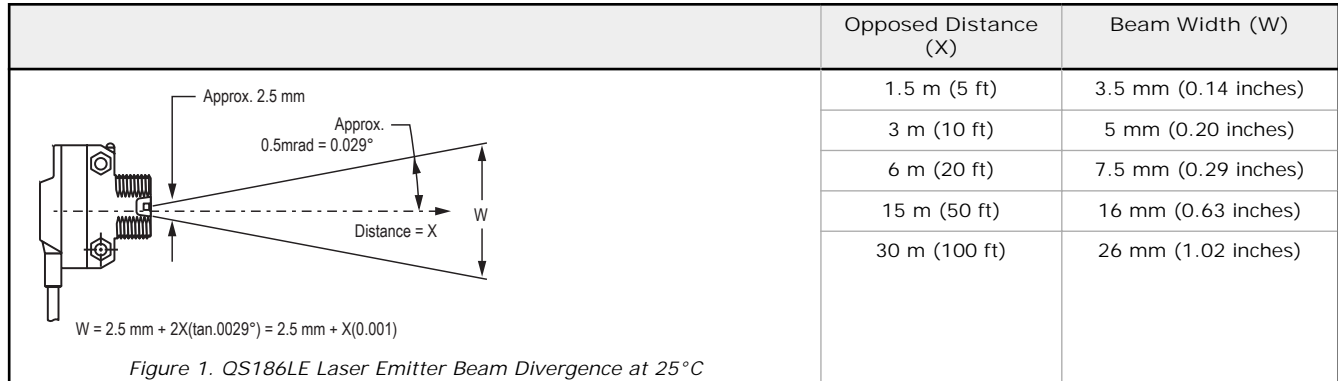 Opposed Distance (X)
Beam Width (W)
1.5 m (5 ft)
3.5 mm (0.14 inches)
3 m (10 ft)
5 mm (0.20 inches)
6 m (20 ft)
7.5 mm (0.29 inches)
15 m (50 ft)
16 mm (0.63 inches)
30 m (100 ft)
26 mm (1.02 inches)
Approx. 2.5 mm
Approx.
0.5mrad = 0.029°
W
Distance = X
W = 2.5 mm + 2X(tan.0029°) = 2.5 mm + X(0.001)
Figure 1. QS186LE Laser Emitter Beam Divergence at 25°C